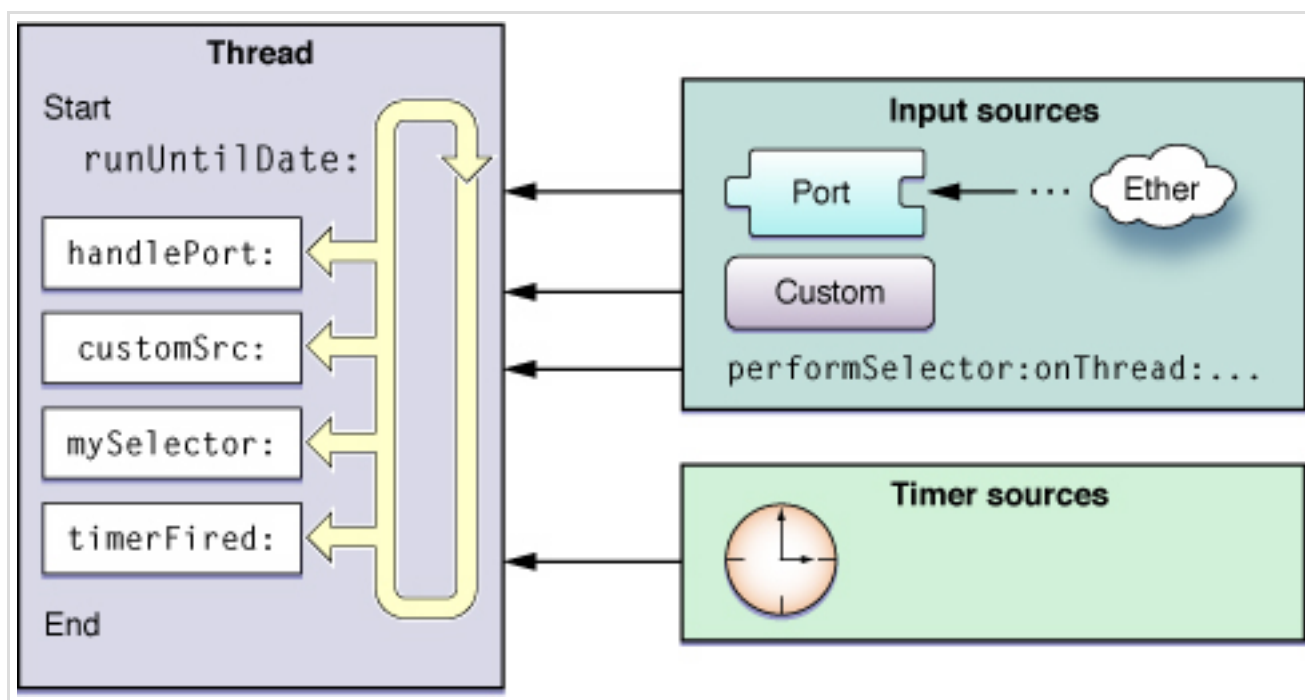 Thread
Start
runUntilDate:
handlePort:
customSrc:
mySelector:
timerFired:
End
Input sources
Port
...
Ether
Custom
performSelector:onThread:...
Timer sources